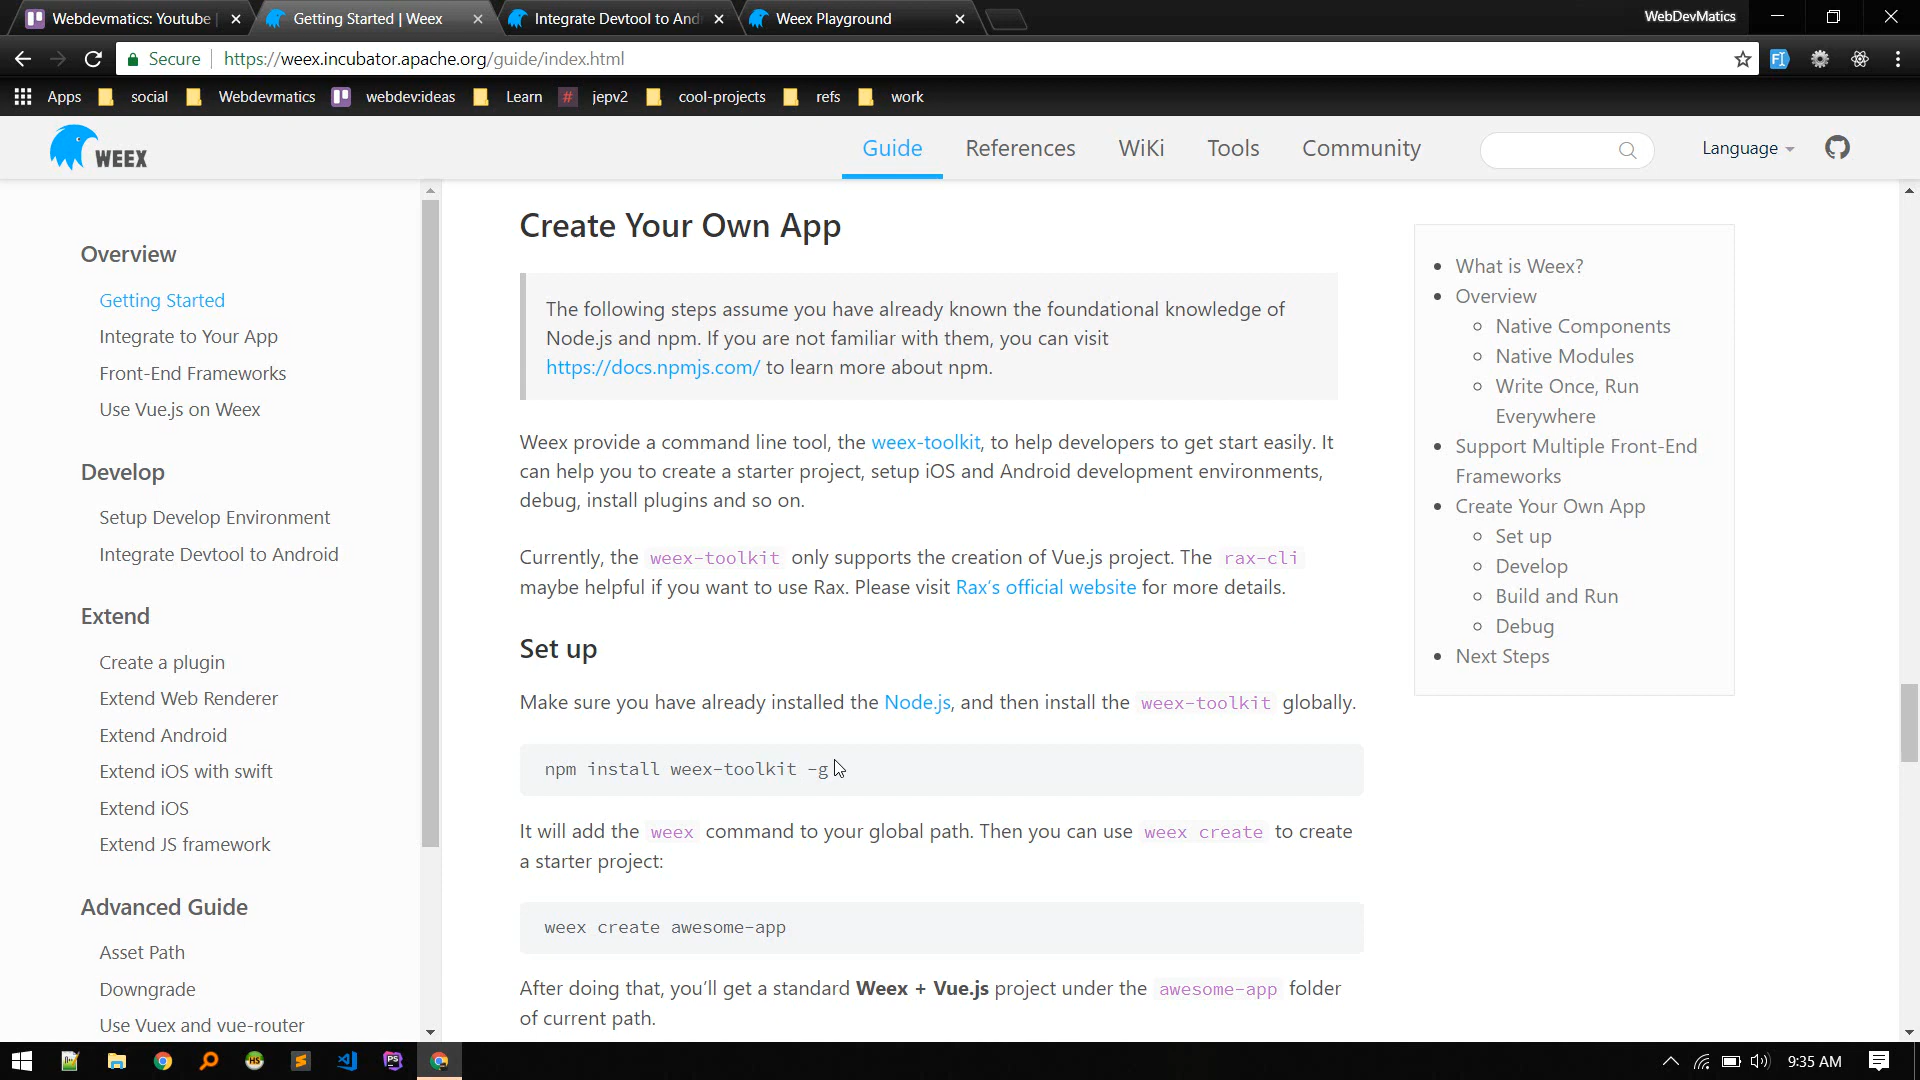 Webdevmatics: Youtube
Getting Started | Weex
Integrate Devtool to And
Weex Playground
WebDevMatics
Secure
https://weex.incubator.apache.org/guide/index.html
Apps
social
Webdevmatics
webdev:ideas
Learn
jepv2
cool-projects
refs
work
WEEX
Guide
References
WiKi
Tools
Community
Language
Overview
Getting Started
Integrate to Your App
Front-End Frameworks
Use Vue.js on Weex
Develop
Setup Develop Environment
Integrate Devtool to Android
Extend
Create a plugin
Extend Web Renderer
Extend Android
Extend iOS with swift
Extend iOS
Extend JS framework
Advanced Guide
Asset Path
Downgrade
Use Vuex and vue-router
Create Your Own App
The following steps assume you have already known the foundational knowledge of
Node.js and npm. If you are not familiar with them, you can visit
https://docs.npmjs.com/ to learn more about npm.
Weex provide a command line tool, the weex-toolkit, to help developers to get start easily. It
can help you to create a starter project, setup iOS and Android development environments,
debug, install plugins and so on.
Currently, the weex-toolkit only supports the creation of Vue.js project. The rax-cli
maybe helpful if you want to use Rax. Please visit Rax’s official website for more details.
Set up
Make sure you have already installed the Node.js, and then install the weex-toolkit globally.
npm install weex-toolkit -g
It will add the weex command to your global path. Then you can use weex create to create
a starter project:
weex create awesome-app
After doing that, you’ll get a standard Weex + Vue.js project under the awesome-app folder
of current path.
What is Weex?
Overview
Native Components
Native Modules
Write Once, Run
Everywhere
Support Multiple Front-End
Frameworks
Create Your Own App
Set up
Develop
Build and Run
Debug
Next Steps
9:35 AM